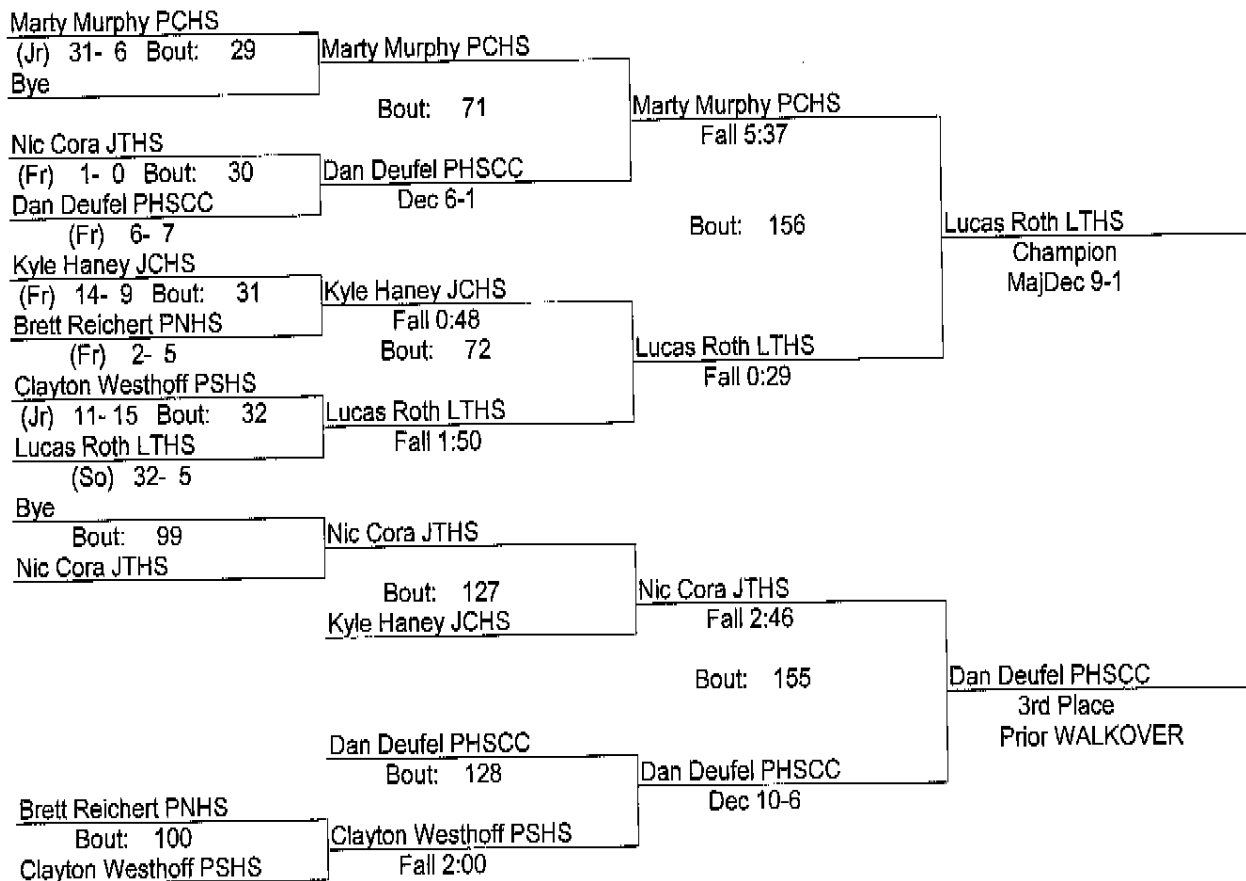 Marty Murphy PCHS
(Jr) 31- 6 Bout: 29
Bye
Marty Murphy PCHS
Bout: 71
Nic Cora JTHS
(Fr) 1- 0 Bout: 30
Dan Deufel PHSCC
(Fr) 6- 7
Dan Deufel PHSCC
Dec 6-1
Marty Murphy PCHS
Fall 5:37
Bout: 156
Kyle Haney JCHS
(Fr) 14- 9 Bout: 31
Brett Reichert PNHS
(Fr) 2- 5
Kyle Haney JCHS
Fall 0:48
Bout: 72
Clayton Westhoff PSHS
(Jr) 11- 15 Bout: 32
Lucas Roth LTHS
(So) 32- 5
Lucas Roth LTHS
Fall 1:50
Lucas Roth LTHS
Fall 0:29
Lucas Roth LTHS
Champion
MajDec 9-1
Bye
Bout: 99
Nic Cora JTHS
Nic Cora JTHS
Bout: 127
Kyle Haney JCHS
Nic Cora JTHS
Fall 2:46
Bout: 155
Dan Deufel PHSCC
Bout: 128
Brett Reichert PNHS
Bout: 100
Clayton Westhoff PSHS
Clayton Westhoff PSHS
Fall 2:00
Dan Deufel PHSCC
Dec 10-6
Dan Deufel PHSCC
3rd Place
Prior WALKOVER